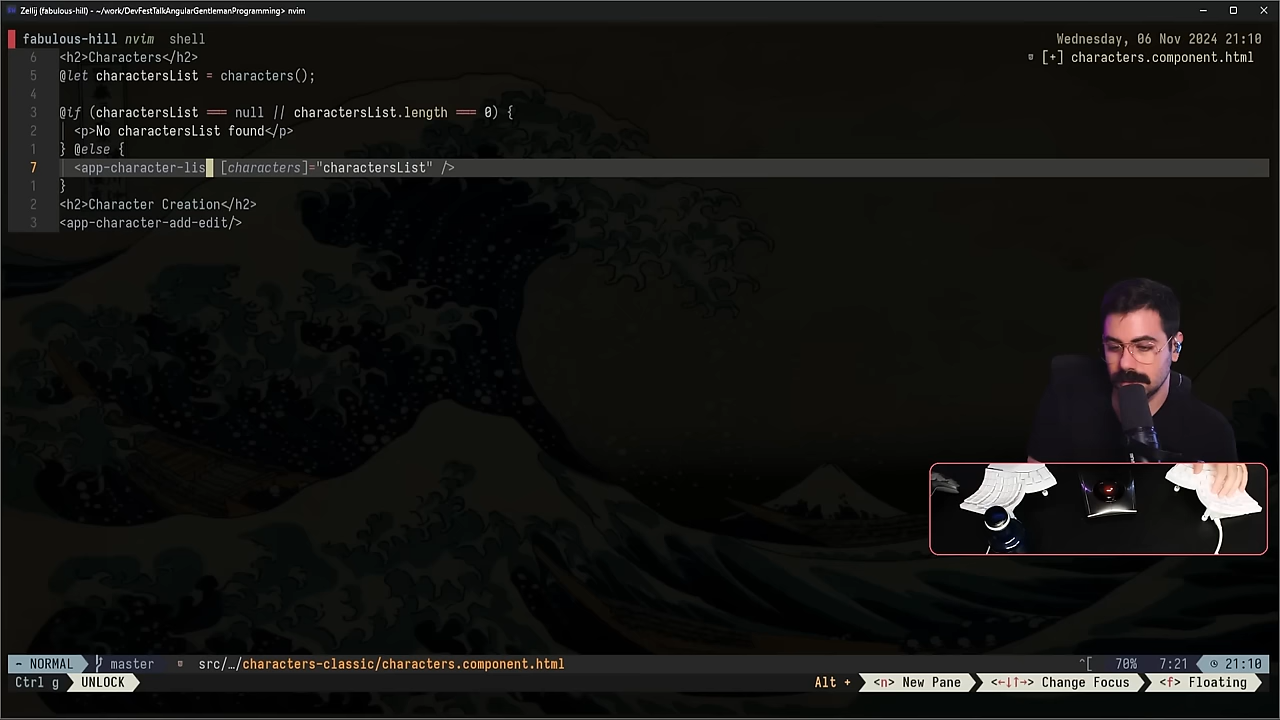 Zellij (fabulous-hill) - ~/work/DevFestTalkAngularGentlemanProgramming> nvim
fabulous-hill nvim shell
Wednesday, 06 Nov 2024 21:10
[+] characters.component.html
6 <h2>Characters</h2>
5 @let charactersList = characters();
4
3 @if (charactersList === null || charactersList.length === 0) {
2 <p>No charactersList found</p>
1 } @else {
7 <app-character-lis [characters]="charactersList" />
1 }
2 <h2>Character Creation</h2>
3 <app-character-add-edit/>
NORMAL master src/…/characters-classic/characters.component.html ^[ 70% 7:21 21:10
Ctrl g UNLOCK Alt + <n> New Pane <←↓↑→> Change Focus <f> Floating